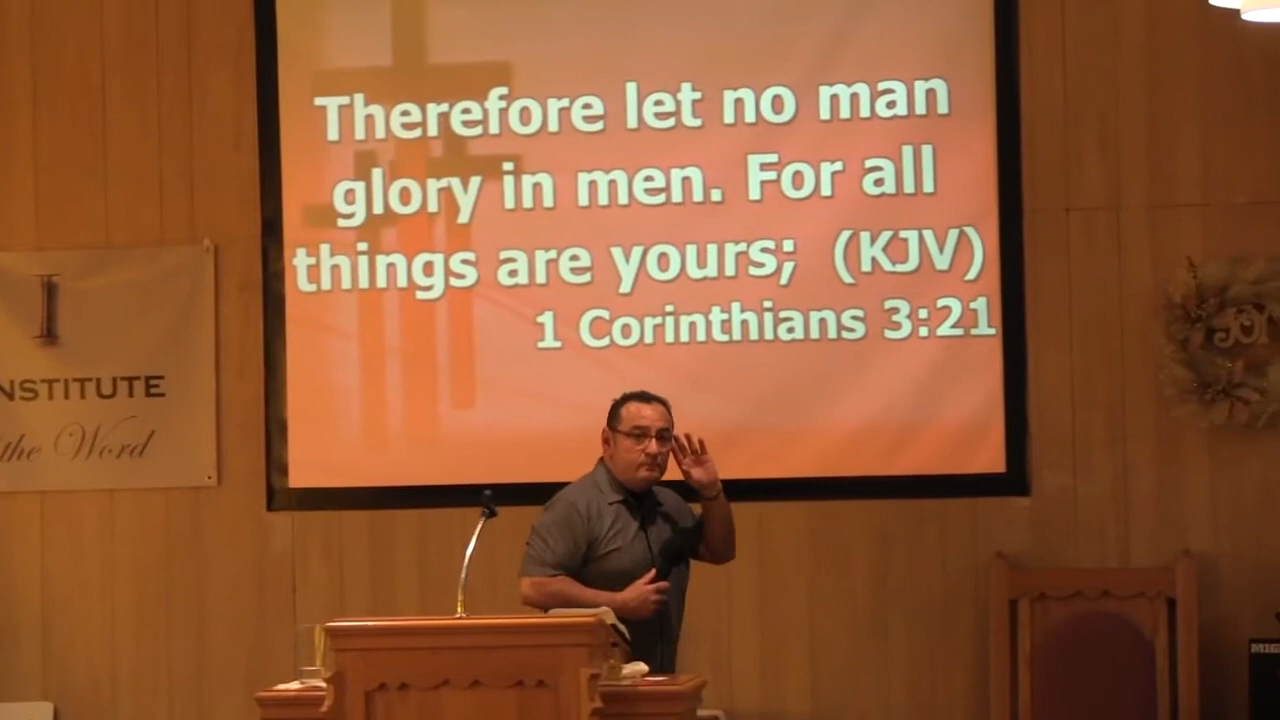 Therefore let no man
glory in men. For all
things are yours; (KJV)
1 Corinthians 3:21
I
NSTITUTE
the Word